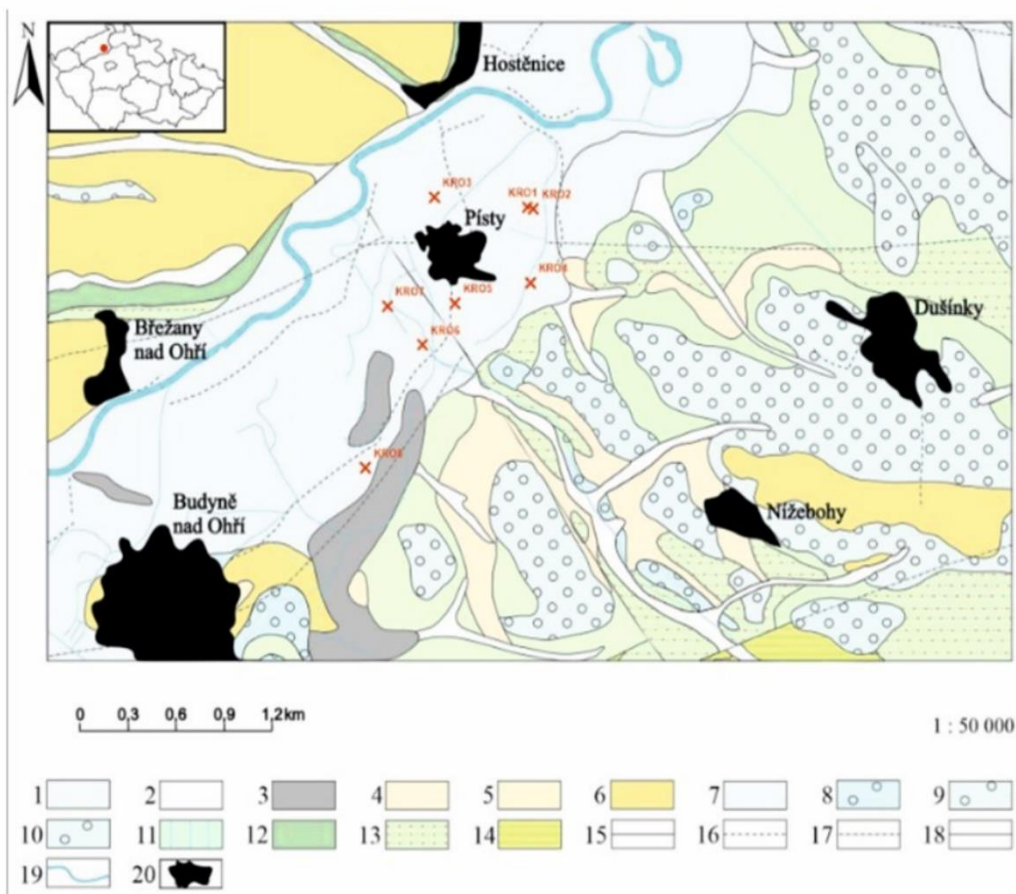 N
Hostěnice
KRO3
KRO1 KRO2
Písty
KRO4
KRO7
KRO5
Dušínky
Břežany
nad Ohří
KRO6
KRO8
Budyně
nad Ohří
Nížebohy
0 0,3 0,6 0,9 1,2km
1 : 50 000
1 2 3 4 5 6 7 8 9
10 11 12 13 14 15 16 17 18
19 20